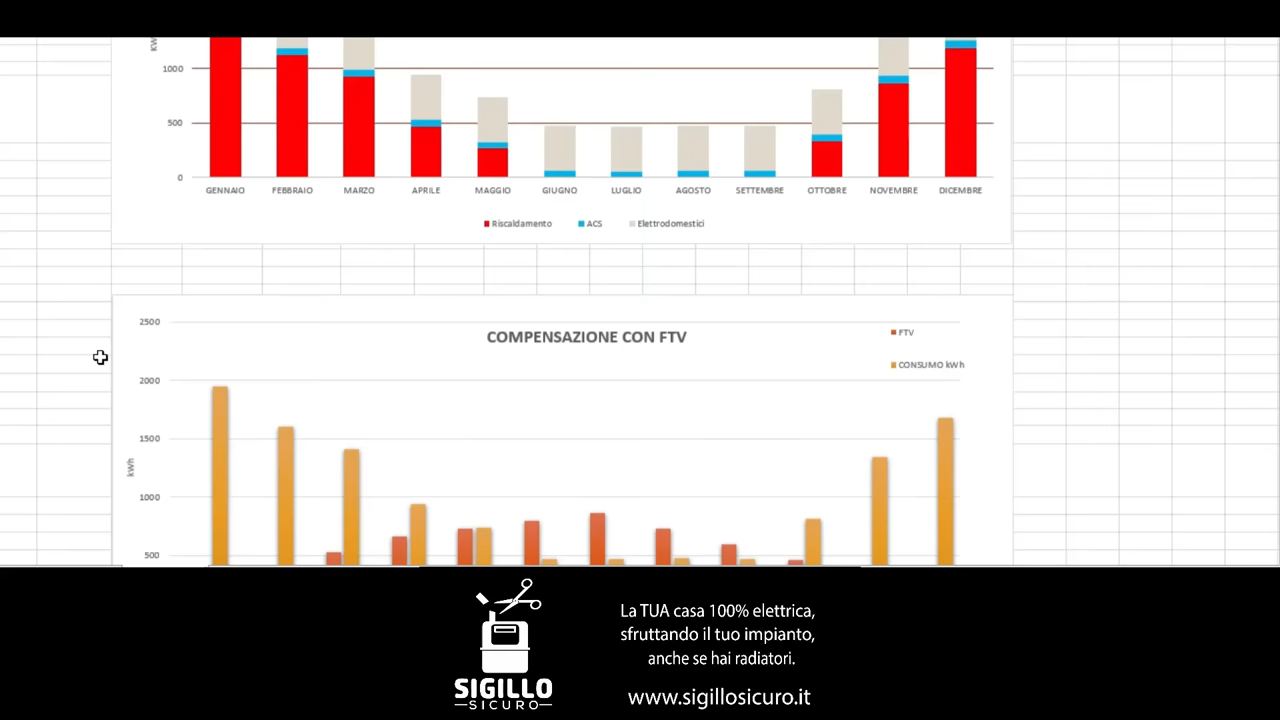 1000
500
0
GENNAIO FEBBRAIO MARZO APRILE MAGGIO GIUGNO LUGLIO AGOSTO SETTEMBRE OTTOBRE NOVEMBRE DICEMBRE
Riscaldamento ACS Elettrodomestici
COMPENSAZIONE CON FTV
FTV
CONSUMO kWh
2500
2000
1500
1000
500
kWh
SIGILLO
SICURO
La TUA casa 100% elettrica,
sfruttando il tuo impianto,
anche se hai radiatori.
www.sigillosicuro.it